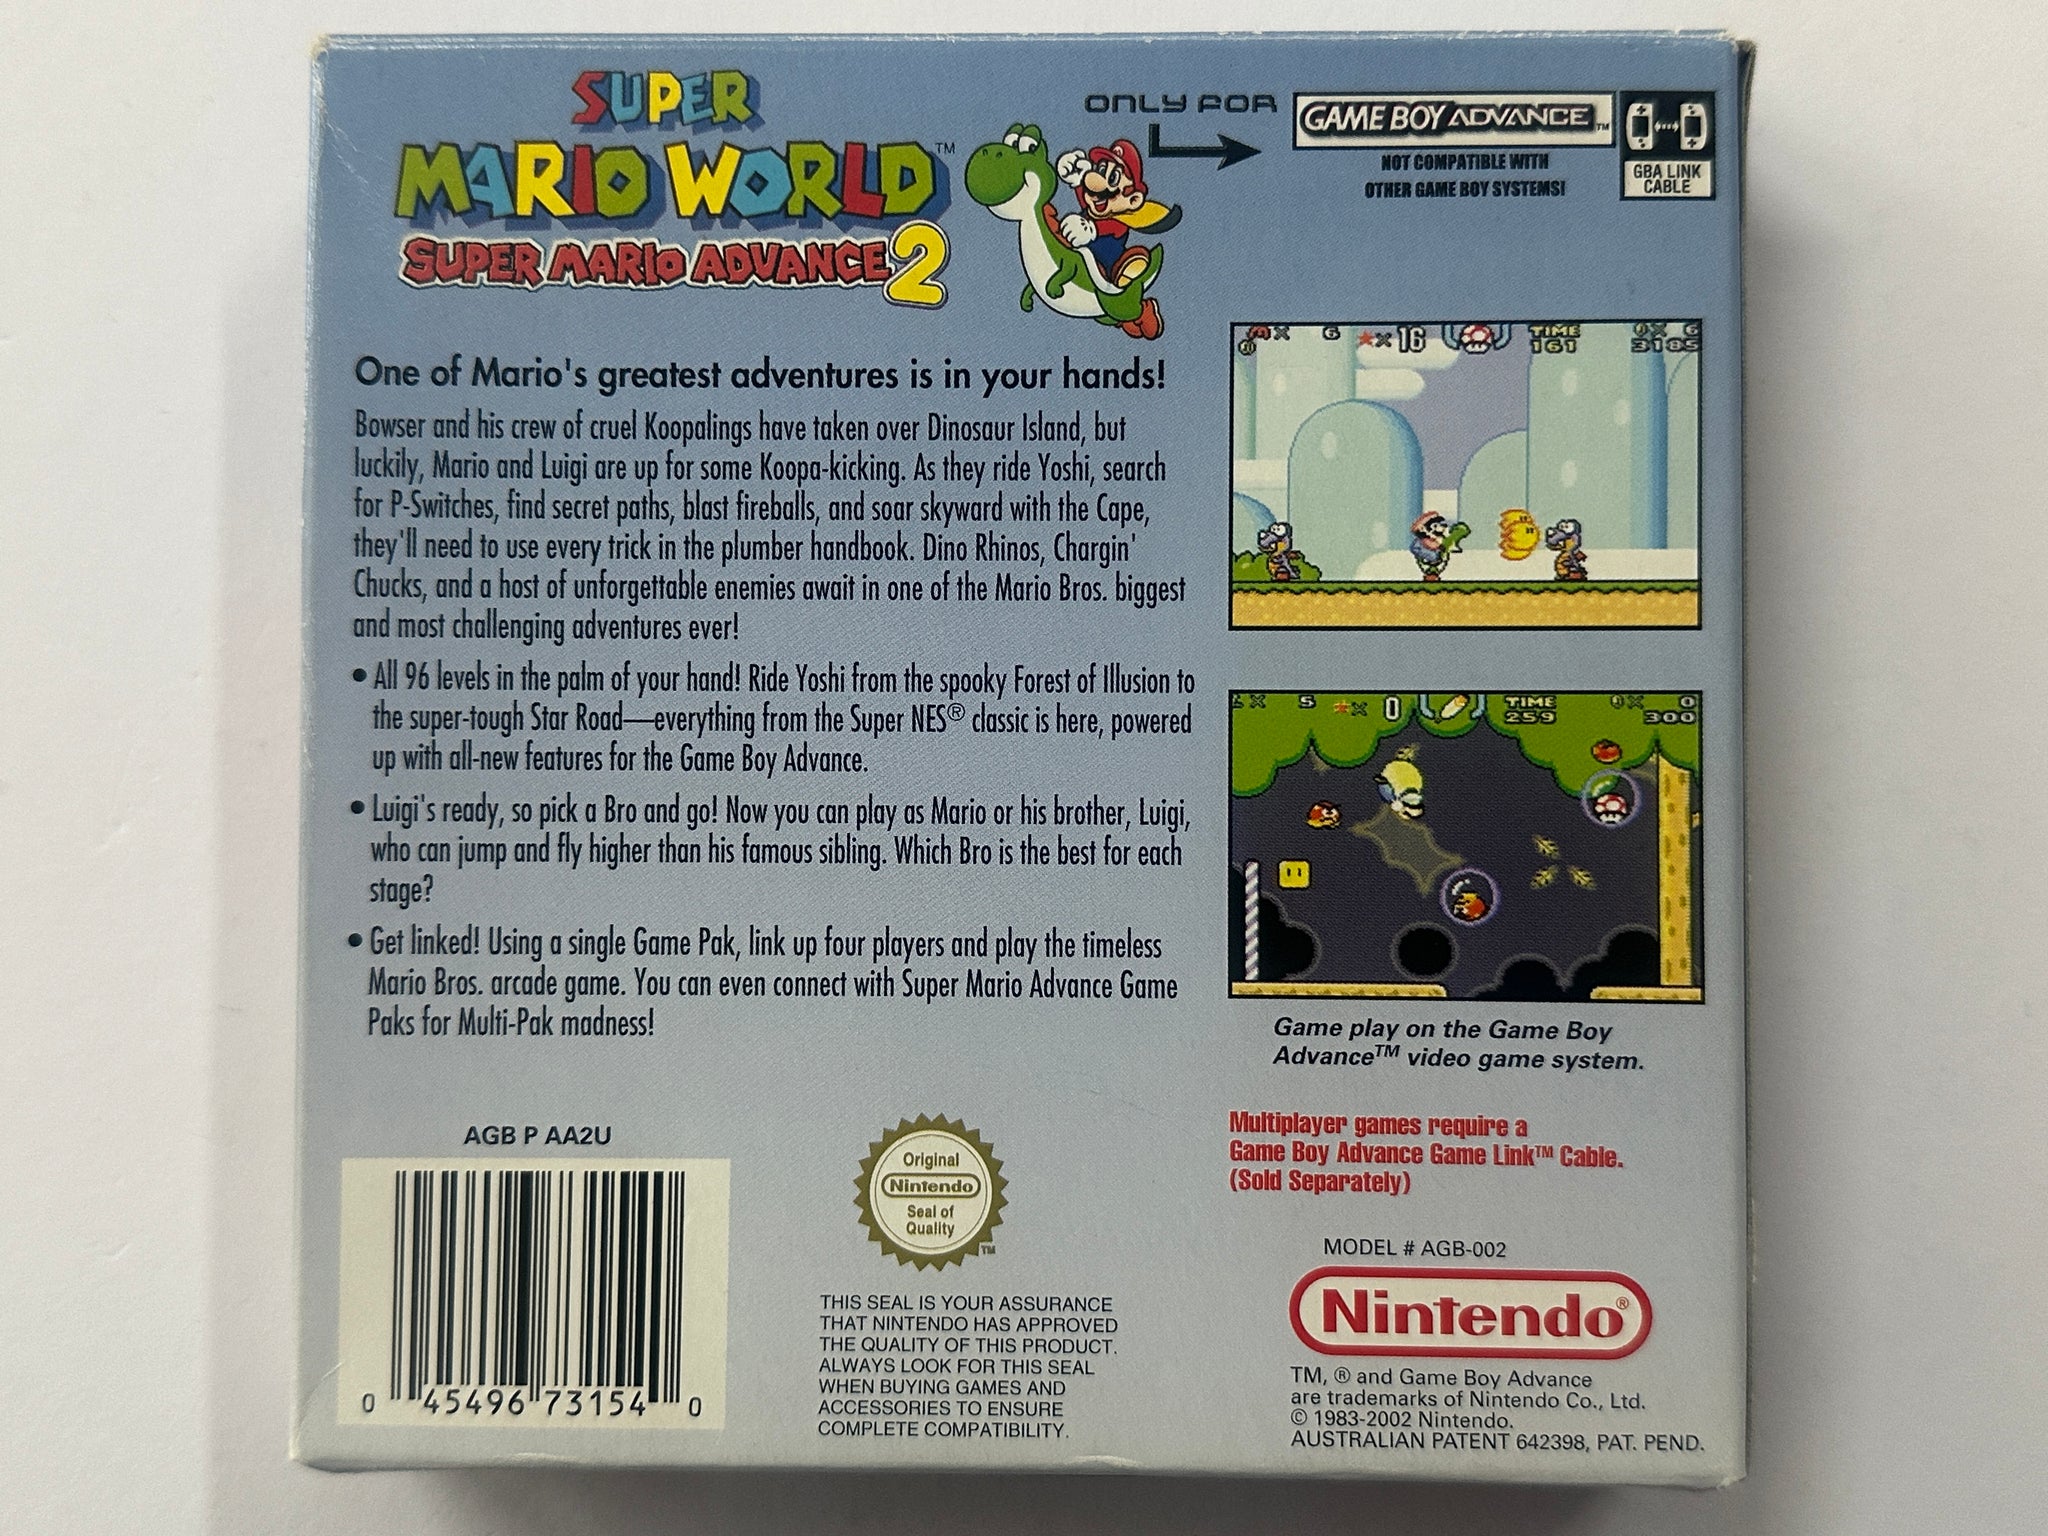 SUPER
MARIO WORLD™
SUPER MARIO ADVANCE 2
ONLY FOR
GAME BOY ADVANCE™
NOT COMPATIBLE WITH
OTHER GAME BOY SYSTEMS!
GBA LINK
CABLE
One of Mario's greatest adventures is in your hands!
Bowser and his crew of cruel Koopalings have taken over Dinosaur Island, but
luckily, Mario and Luigi are up for some Koopa-kicking. As they ride Yoshi, search
for P-Switches, find secret paths, blast fireballs, and soar skyward with the Cape,
they'll need to use every trick in the plumber handbook. Dino Rhinos, Chargin'
Chucks, and a host of unforgettable enemies await in one of the Mario Bros. biggest
and most challenging adventures ever!
• All 96 levels in the palm of your hand! Ride Yoshi from the spooky Forest of Illusion to
the super-tough Star Road—everything from the Super NES® classic is here, powered
up with all-new features for the Game Boy Advance.
• Luigi's ready, so pick a Bro and go! Now you can play as Mario or his brother, Luigi,
who can jump and fly higher than his famous sibling. Which Bro is the best for each
stage?
• Get linked! Using a single Game Pak, link up four players and play the timeless
Mario Bros. arcade game. You can even connect with Super Mario Advance Game
Paks for Multi-Pak madness!
M× 6 ×16 TIME 0× 6
161 3185
L× 5 ×0 TIME 0× 0
259 300
Game play on the Game Boy
Advance™ video game system.
Multiplayer games require a
Game Boy Advance Game Link™ Cable.
(Sold Separately)
AGB P AA2U
0 45496 73154 0
Original
Nintendo
Seal of
Quality
TM
THIS SEAL IS YOUR ASSURANCE
THAT NINTENDO HAS APPROVED
THE QUALITY OF THIS PRODUCT.
ALWAYS LOOK FOR THIS SEAL
WHEN BUYING GAMES AND
ACCESSORIES TO ENSURE
COMPLETE COMPATIBILITY.
MODEL # AGB-002
Nintendo®
TM, ® and Game Boy Advance
are trademarks of Nintendo Co., Ltd.
© 1983-2002 Nintendo.
AUSTRALIAN PATENT 642398, PAT. PEND.